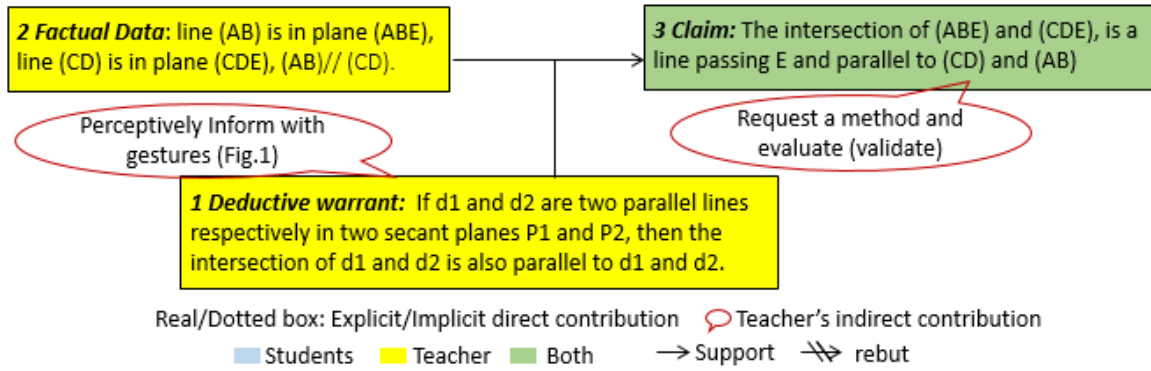 2 Factual Data: line (AB) is in plane (ABE),
line (CD) is in plane (CDE), (AB)// (CD).
3 Claim: The intersection of (ABE) and (CDE), is a
line passing E and parallel to (CD) and (AB)
Perceptively Inform with
gestures (Fig.1)
Request a method and
evaluate (validate)
1 Deductive warrant: If d1 and d2 are two parallel lines
respectively in two secant planes P1 and P2, then the
intersection of d1 and d2 is also parallel to d1 and d2.
Real/Dotted box: Explicit/Implicit direct contribution Teacher's indirect contribution
Students Teacher Both Support rebut